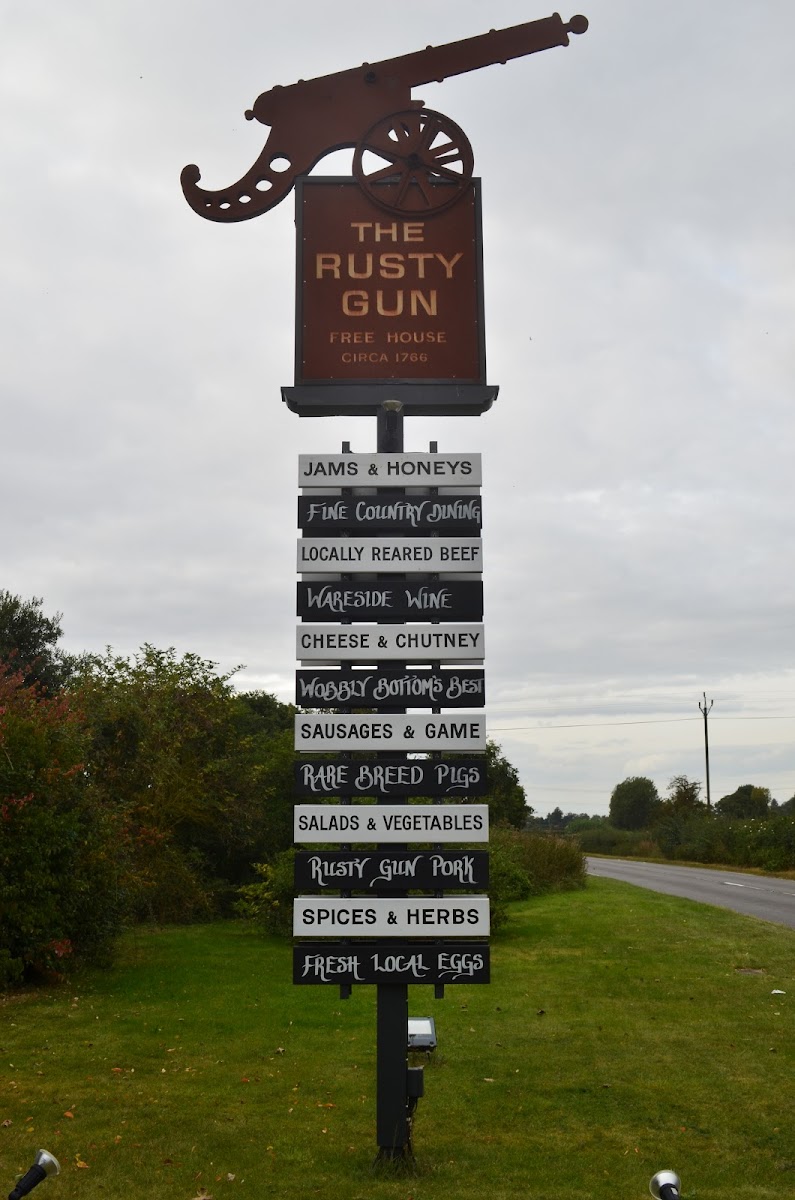 THE
RUSTY
GUN
FREE HOUSE
CIRCA 1766
JAMS & HONEYS
FINE COUNTRY DINING
LOCALLY REARED BEEF
WARESIDE WINE
CHEESE & CHUTNEY
WOBBLY BOTTOM'S BEST
SAUSAGES & GAME
RARE BREED PIGS
SALADS & VEGETABLES
RUSTY GUN PORK
SPICES & HERBS
FRESH LOCAL EGGS